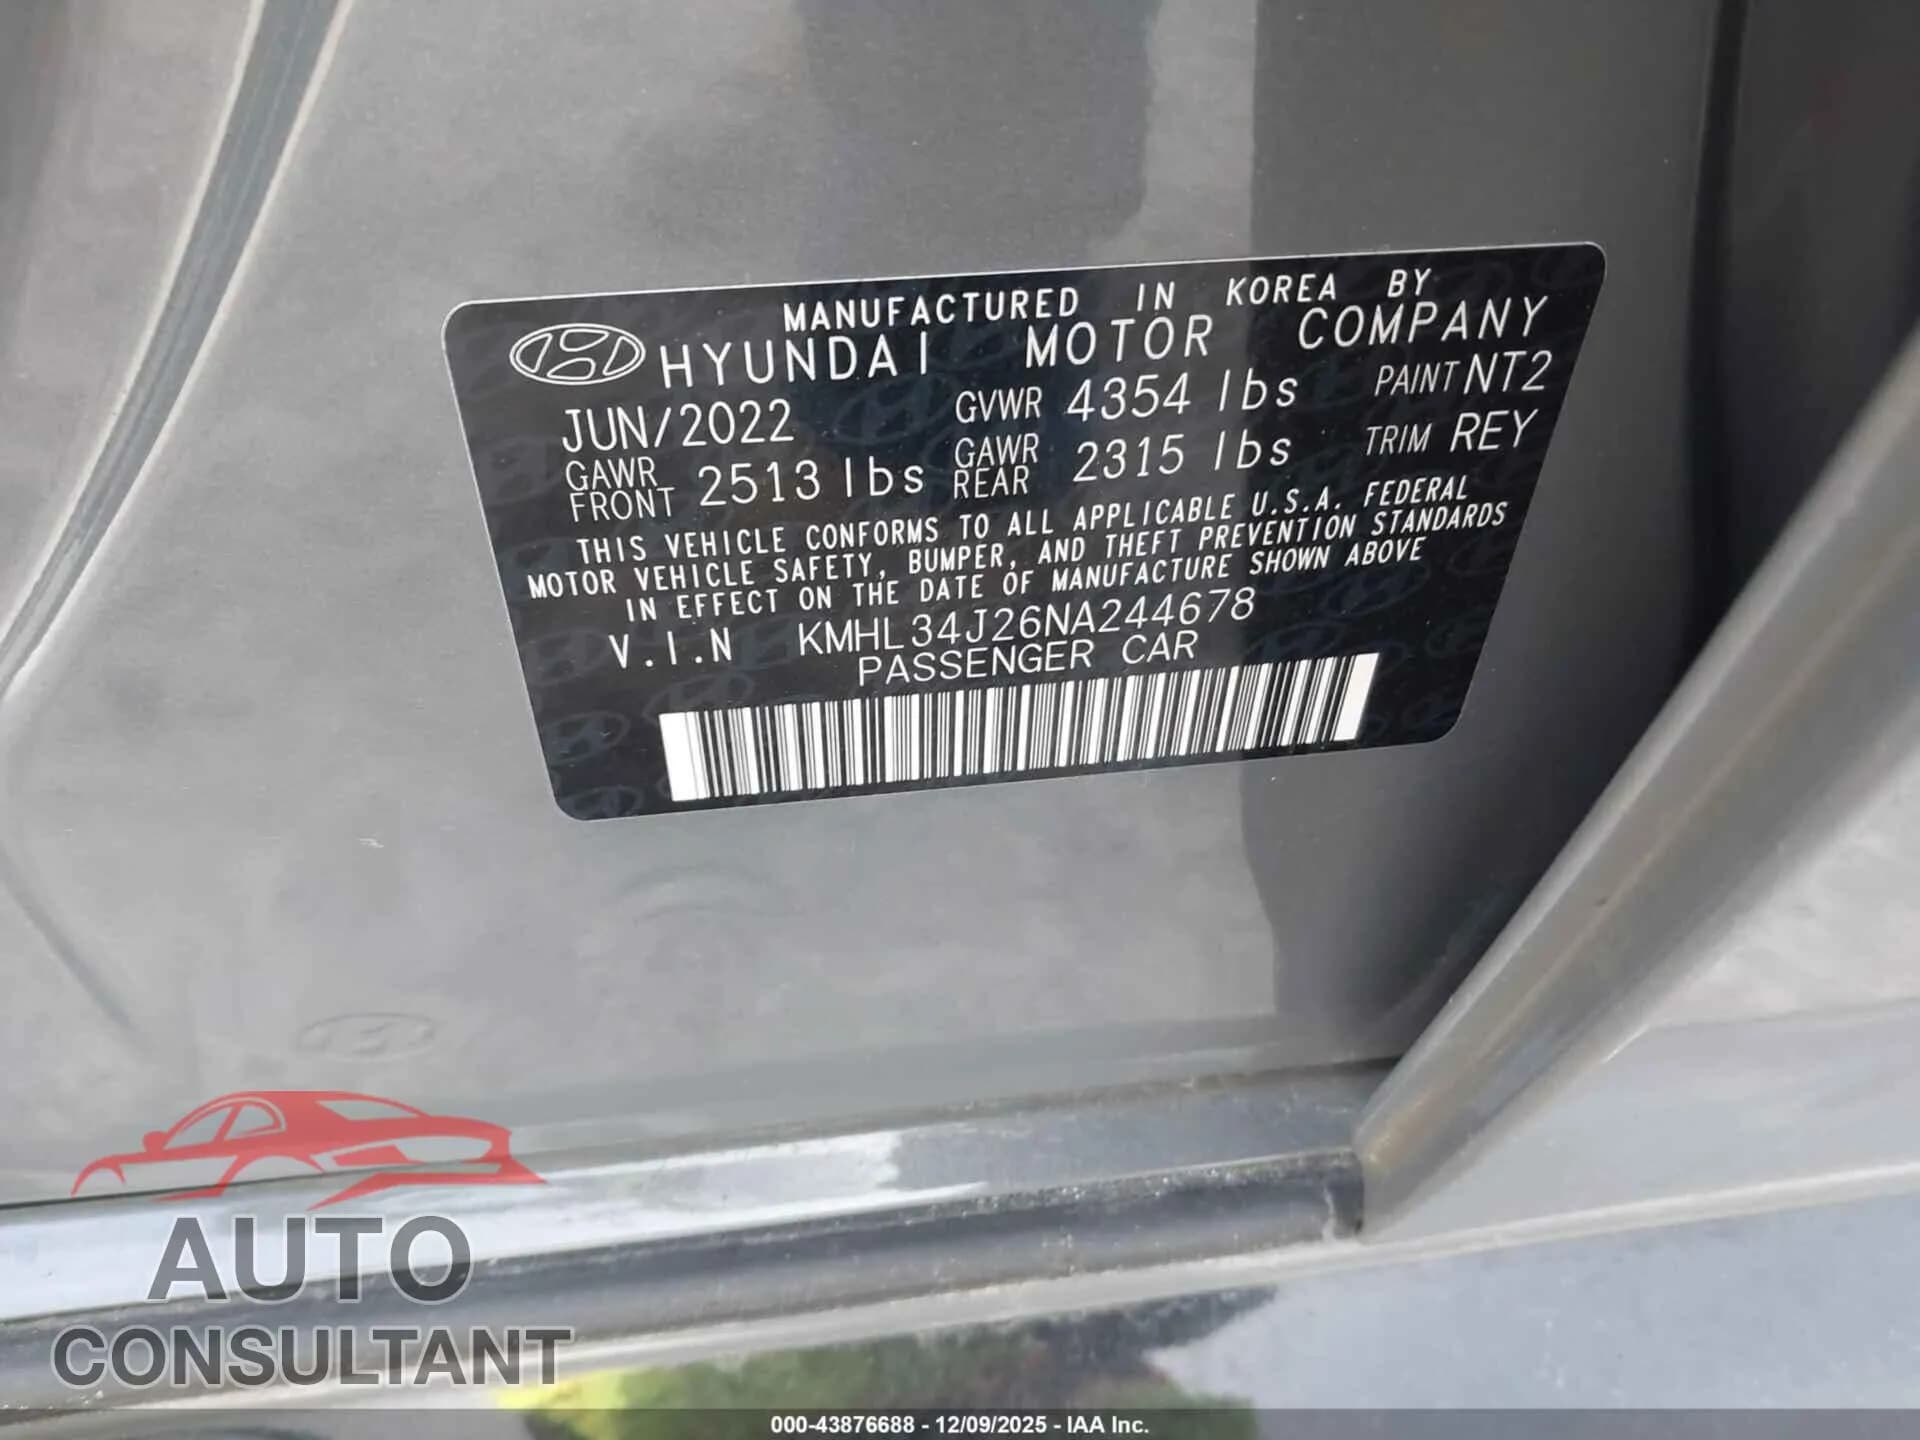 MANUFACTURED IN KOREA BY
HYUNDAI MOTOR COMPANY
JUN/2022 GVWR 4354 lbs PAINT NT2
GAWR FRONT 2513 lbs GAWR REAR 2315 lbs TRIM REY
THIS VEHICLE CONFORMS TO ALL APPLICABLE U.S.A. FEDERAL
MOTOR VEHICLE SAFETY, BUMPER, AND THEFT PREVENTION STANDARDS
IN EFFECT ON THE DATE OF MANUFACTURE SHOWN ABOVE
V.I.N KMHL34J26NA244678
PASSENGER CAR
AUTO
CONSULTANT
000-43876688 - 12/09/2025 - IAA Inc.